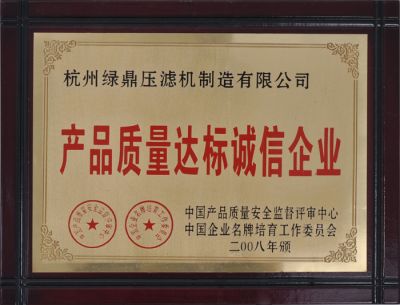 杭州绿鼎压滤机制造有限公司
产品质量达标诚信企业
中国产品质量安全监督评审中心
中国企业名牌培育工作委员会
二00八年颁